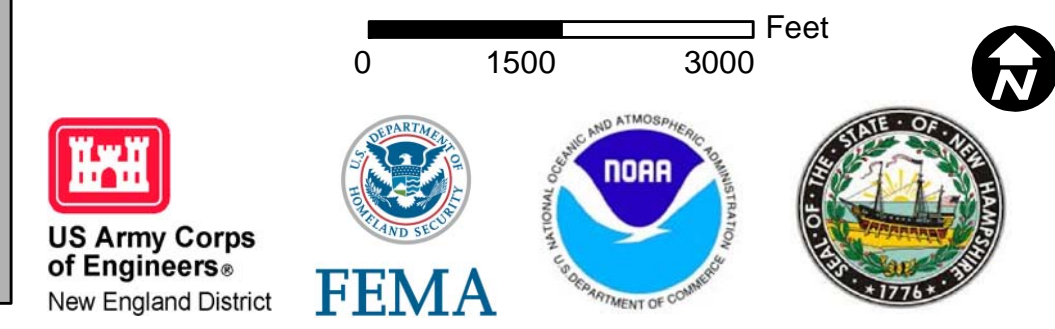 Feet
0 1500 3000
N
US Army Corps
of Engineers®
New England District
U.S. DEPARTMENT OF
HOMELAND SECURITY
FEMA
NATIONAL OCEANIC AND ATMOSPHERIC ADMINISTRATION
NOAA
U.S. DEPARTMENT OF COMMERCE
SEAL · OF · THE · STATE · OF · NEW HAMPSHIRE
★ 1776 ★